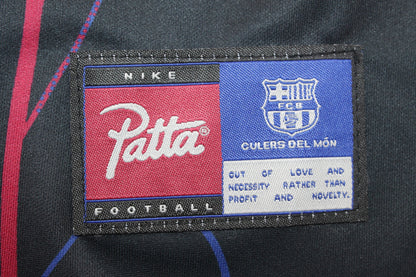 NIKE
Patta®
FOOTBALL
FCB
CULERS DEL MÓN
OUT OF LOVE AND
NECESSITY RATHER THAN
PROFIT AND NOVELTY.